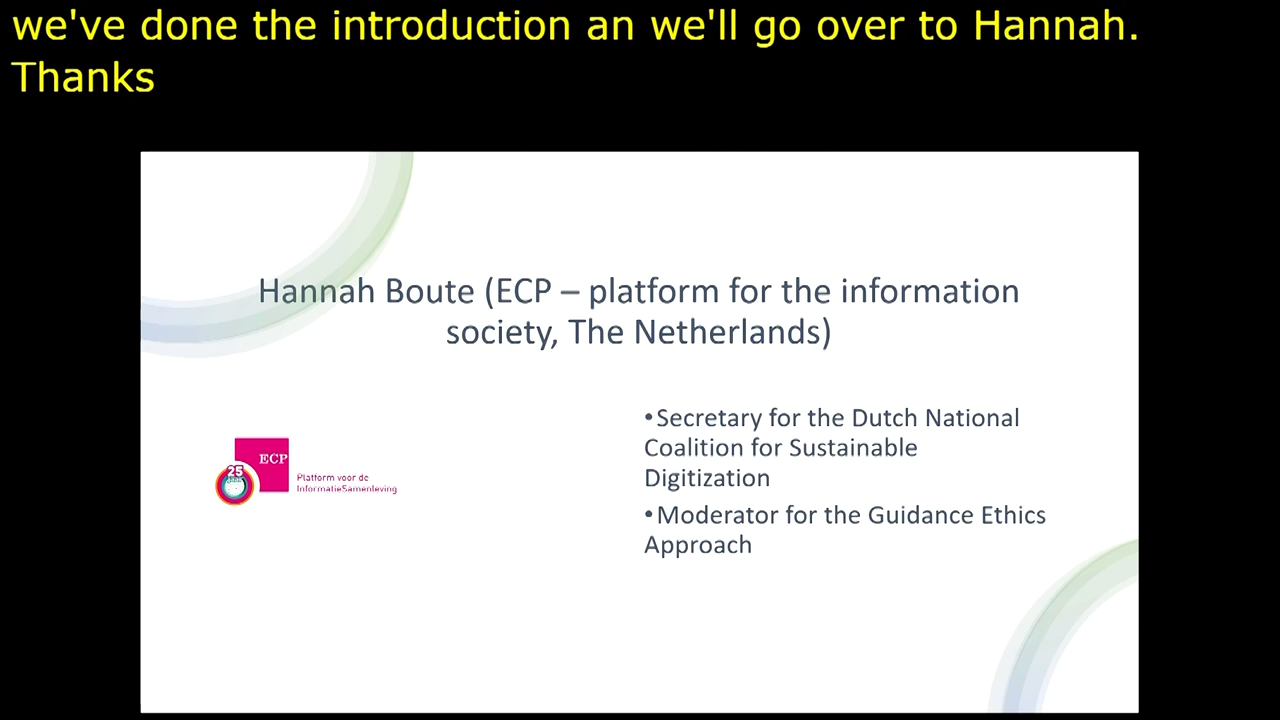 we've done the introduction an we'll go over to Hannah.
Thanks
Hannah Boute (ECP – platform for the information
society, The Netherlands)
•Secretary for the Dutch National
Coalition for Sustainable
Digitization
•Moderator for the Guidance Ethics
Approach
ECP
25
Platform voor de
InformatieSamenleving